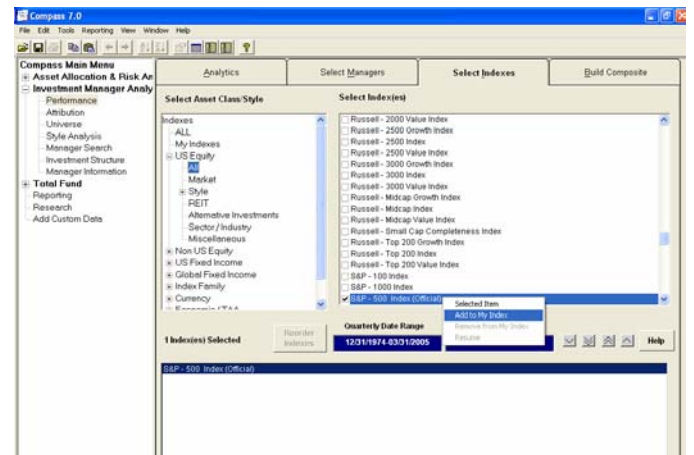 Compass 7.0
File Edit Tools Reporting View Window Help
Compass Main Menu
Asset Allocation & Risk An
Investment Manager Analy
Performance
Attribution
Universe
Style Analysis
Manager Search
Investment Structure
Manager Information
Total Fund
Reporting
Research
Add Custom Data
Analytics
Select Managers
Select Indexes
Build Composite
Select Asset Class/Style
Indexes
ALL
My Indexes
US Equity
All
Market
Style
REIT
Alternative Investments
Sector / Industry
Miscellaneous
Non US Equity
US Fixed Income
Global Fixed Income
Index Family
Currency
Economic / TAA
Select Index(es)
Russell - 2000 Value Index
Russell - 2500 Growth Index
Russell - 2500 Index
Russell - 2500 Value Index
Russell - 3000 Growth Index
Russell - 3000 Index
Russell - 3000 Value Index
Russell - Midcap Growth Index
Russell - Midcap Index
Russell - Midcap Value Index
Russell - Small Cap Completeness Index
Russell - Top 200 Growth Index
Russell - Top 200 Index
Russell - Top 200 Value Index
S&P - 100 Index
S&P - 1000 Index
S&P - 500 Index (Official)
Selected Item
Add to My Index
Remove from My Index
1 Index(es) Selected
Reorder
Indexes
Quarterly Date Range
12/31/1974-03/31/2005
Help
S&P - 500 Index (Official)